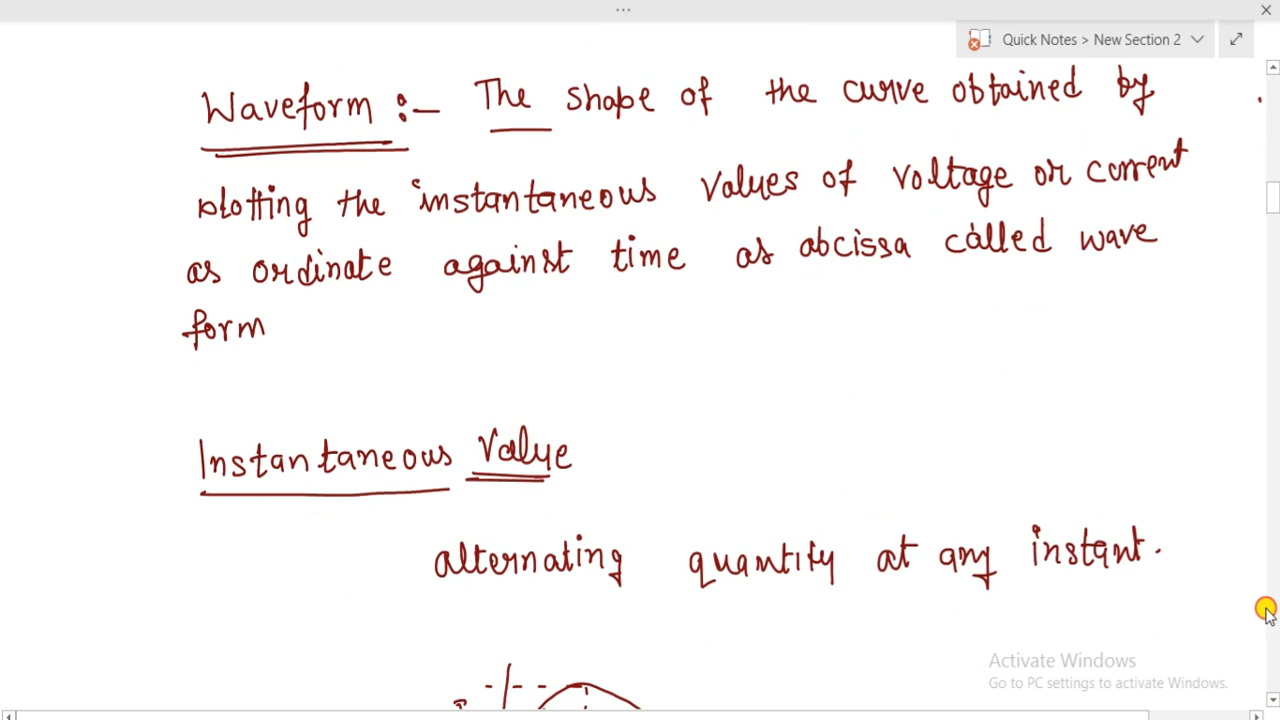 ...
Quick Notes > New Section 2
Waveform :- The shape of the curve obtained by
plotting the instantaneous values of voltage or current
as ordinate against time as abcissa called wave
form
Instantaneous Value
alternating quantity at any instant.
Activate Windows
Go to PC settings to activate Windows.